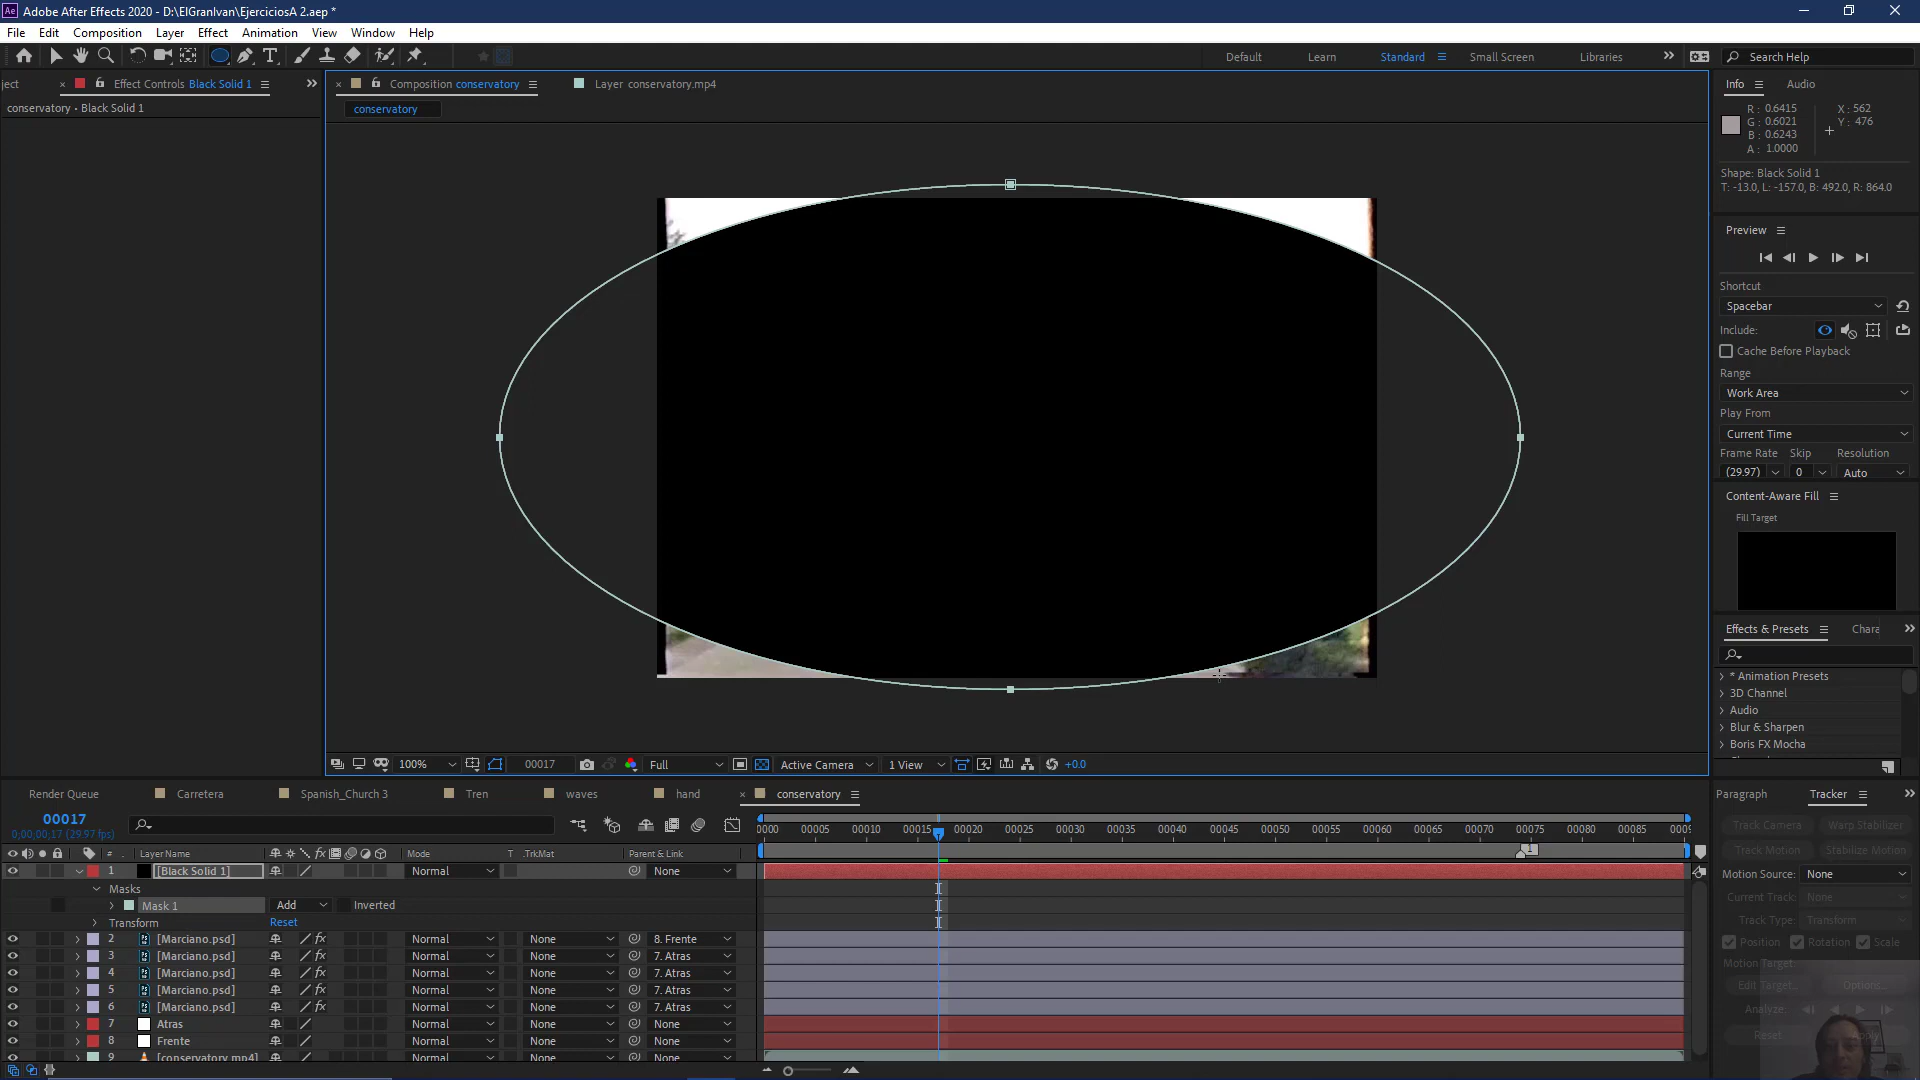 Adobe After Effects 2020 - D:\ElGranIvan\EjerciciosA 2.aep *
File Edit Composition Layer Effect Animation View Window Help
Default Learn Standard Small Screen Libraries Search Help
ject Effect Controls Black Solid 1
conservatory • Black Solid 1
Composition conservatory Layer conservatory.mp4
conservatory
Info Audio
R : 0.6415
G : 0.6021
B : 0.6243
A : 1.0000
X : 562
Y : 476
Shape: Black Solid 1
T: -13.0, L: -157.0, B: 492.0, R: 864.0
Preview
Shortcut
Spacebar
Include:
Cache Before Playback
Range
Work Area
Play From
Current Time
Frame Rate Skip Resolution
(29.97) 0 Auto
Content-Aware Fill
Fill Target
Effects & Presets Chara
* Animation Presets
3D Channel
Audio
Blur & Sharpen
Boris FX Mocha
100% 00017 Full Active Camera 1 View +0.0
Render Queue Carretera Spanish_Church 3 Tren waves hand conservatory
00017
0;00;00;17 (29.97 fps)
0000 00005 00010 00015 00020 00025 00030 00035 00040 00045 00050 00055 00060 00065 00070 00075 00080 00085 0009
# Layer Name Mode T .TrkMat Parent & Link
1
1 [Black Solid 1] Normal None
Masks
Mask 1 Add Inverted
Transform Reset
2 [Marciano.psd] Normal None 8. Frente
3 [Marciano.psd] Normal None 7. Atras
4 [Marciano.psd] Normal None 7. Atras
5 [Marciano.psd] Normal None 7. Atras
6 [Marciano.psd] Normal None 7. Atras
7 Atras Normal None None
8 Frente Normal None None
9 [conservatory.mp4] Normal None None
Paragraph Tracker
Track Camera Warp Stabilizer
Track Motion Stabilize Motion
Motion Source: None
Current Track: None
Track Type: Transform
Position Rotation Scale
Motion Target:
Edit Target... Options...
Analyze:
Reset Apply